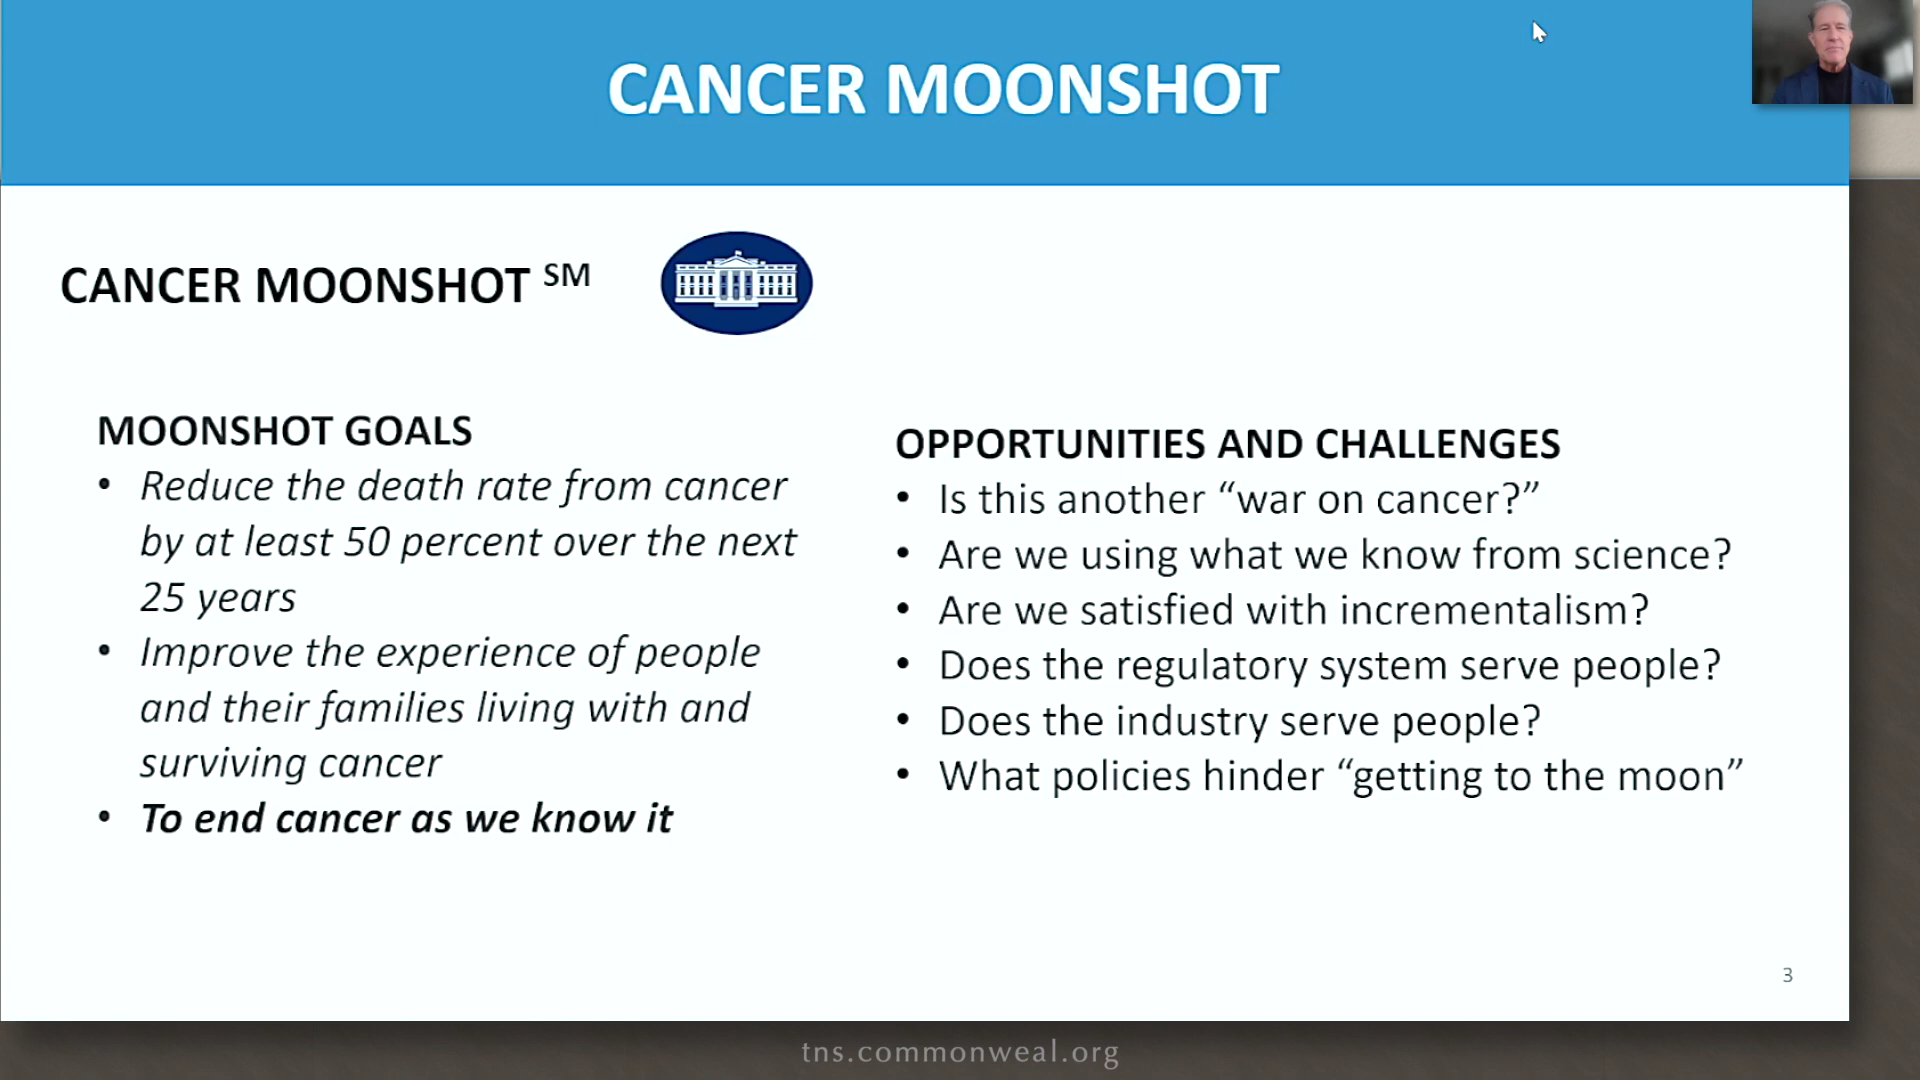 CANCER MOONSHOT
CANCER MOONSHOT SM
MOONSHOT GOALS
• Reduce the death rate from cancer
by at least 50 percent over the next
25 years
• Improve the experience of people
and their families living with and
surviving cancer
• To end cancer as we know it
OPPORTUNITIES AND CHALLENGES
• Is this another “war on cancer?”
• Are we using what we know from science?
• Are we satisfied with incrementalism?
• Does the regulatory system serve people?
• Does the industry serve people?
• What policies hinder “getting to the moon”
3
tns.commonweal.org